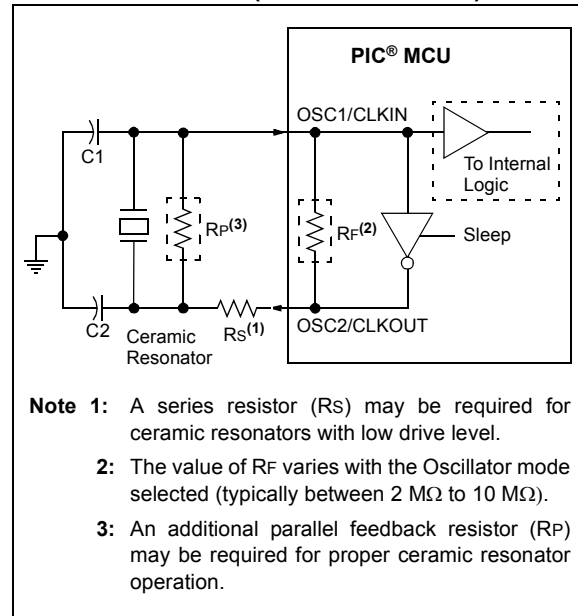 PIC® MCU
OSC1/CLKIN
C1
To Internal
Logic
RP(3)
RF(2)
Sleep
C2
Ceramic
Resonator
RS(1)
OSC2/CLKOUT
Note 1: A series resistor (RS) may be required for
ceramic resonators with low drive level.
2: The value of RF varies with the Oscillator mode
selected (typically between 2 MΩ to 10 MΩ).
3: An additional parallel feedback resistor (RP)
may be required for proper ceramic resonator
operation.